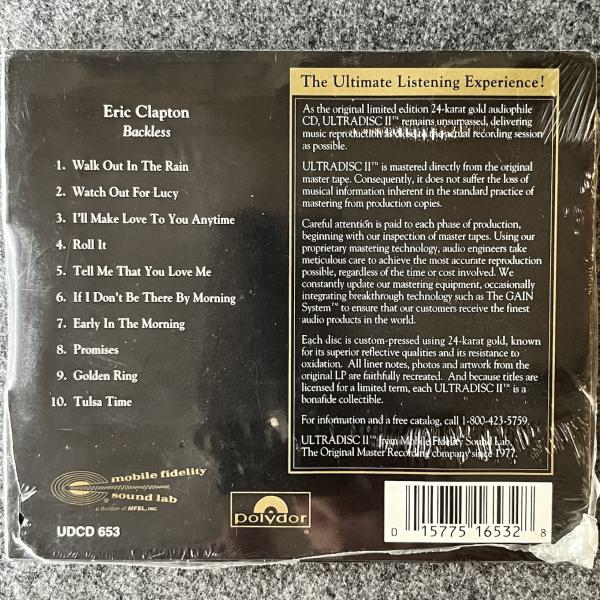 Eric Clapton
Backless
1. Walk Out In The Rain
2. Watch Out For Lucy
3. I'll Make Love To You Anytime
4. Roll It
5. Tell Me That You Love Me
6. If I Don't Be There By Morning
7. Early In The Morning
8. Promises
9. Golden Ring
10. Tulsa Time
mobile fidelity
sound lab
a division of MFSL, INC.
UDCD 653
polydor
The Ultimate Listening Experience!
As the original limited edition 24-karat gold audiophile
CD, ULTRADISC II™ remains unsurpassed, delivering
music reproduction as close to the actual recording session
as possible.
ULTRADISC II™ is mastered directly from the original
master tape. Consequently, it does not suffer the loss of
musical information inherent in the standard practice of
mastering from production copies.
Careful attention is paid to each phase of production,
beginning with our inspection of master tapes. Using our
proprietary mastering technology, audio engineers take
meticulous care to achieve the most accurate reproduction
possible, regardless of the time or cost involved. We
constantly update our mastering equipment, occasionally
integrating breakthrough technology such as The GAIN
System™ to ensure that our customers receive the finest
audio products in the world.
Each disc is custom-pressed using 24-karat gold, known
for its superior reflective qualities and its resistance to
oxidation. All liner notes, photos and artwork from the
original LP are faithfully recreated. And because titles are
licensed for a limited term, each ULTRADISC II™ is a
bonafide collectible.
For information and a free catalog, call 1-800-423-5759.
ULTRADISC II™ from Mobile Fidelity Sound Lab,
The Original Master Recording company since 1977.
0 15775 16532 8